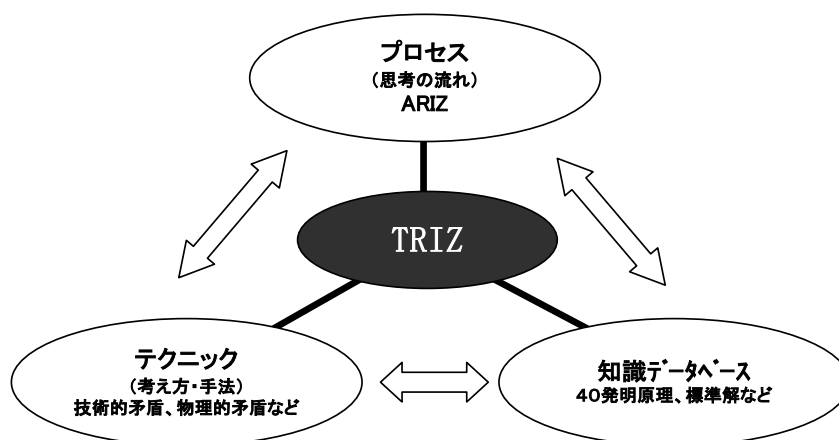 プロセス
（思考の流れ）
ARIZ
TRIZ
テクニック
（考え方・手法）
技術的矛盾、物理的矛盾など
知識データベース
40発明原理、標準解など